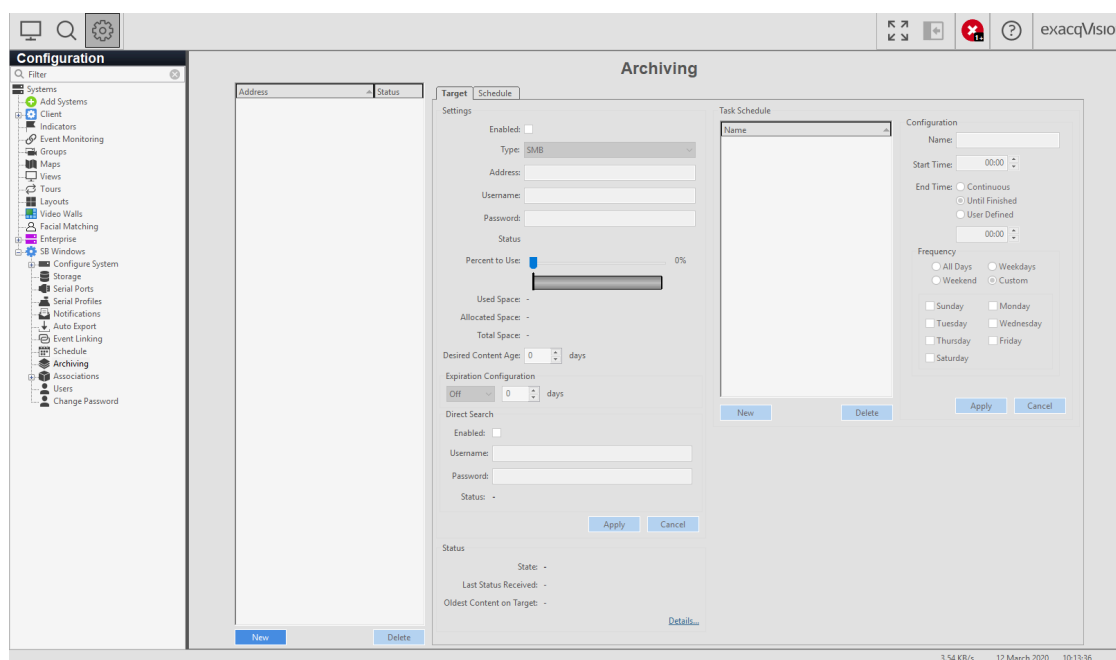 exacqVisio
Configuration
Filter
Systems
Add Systems
Client
Indicators
Event Monitoring
Groups
Maps
Views
Tours
Layouts
Video Walls
Facial Matching
Enterprise
SB Windows
Configure System
Storage
Serial Ports
Serial Profiles
Notifications
Auto Export
Event Linking
Schedule
Archiving
Associations
Users
Change Password
Archiving
Address Status
New Delete
Target Schedule
Settings
Enabled:
Type: SMB
Address:
Username:
Password:
Status
Percent to Use: 0%
Used Space: -
Allocated Space: -
Total Space: -
Desired Content Age: 0 days
Expiration Configuration
Off 0 days
Direct Search
Enabled:
Username:
Password:
Status: -
Apply Cancel
Status
State: -
Last Status Received: -
Oldest Content on Target: -
Details...
Task Schedule
Name
New Delete
Configuration
Name:
Start Time: 00:00
End Time: Continuous
Until Finished
User Defined
00:00
Frequency
All Days Weekdays
Weekend Custom
Sunday Monday
Tuesday Wednesday
Thursday Friday
Saturday
Apply Cancel
3.54 KB/s 12 March 2020 10:13:36